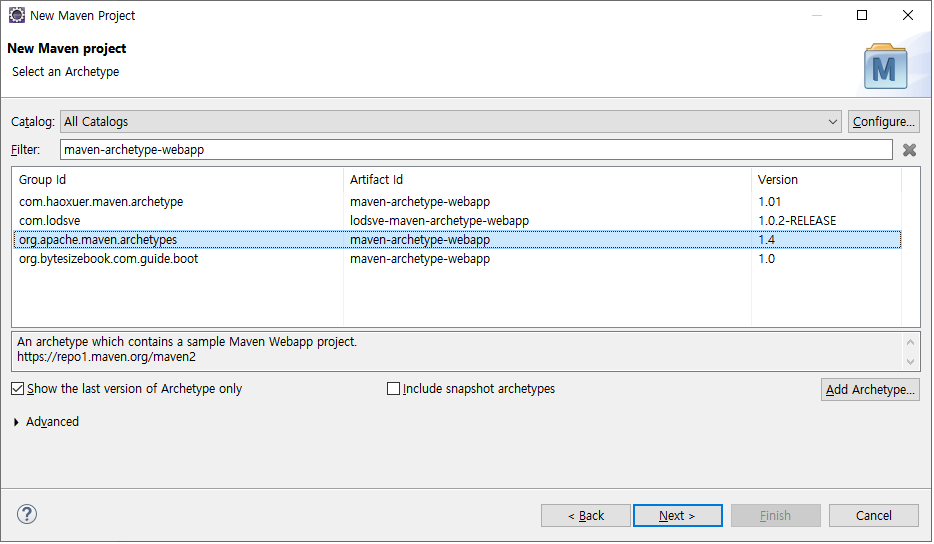 New Maven Project
New Maven project
Select an Archetype
M
Catalog: All Catalogs Configure...
Filter: maven-archetype-webapp
Group Id Artifact Id Version
com.haoxuer.maven.archetype maven-archetype-webapp 1.01
com.lodsve lodsve-maven-archetype-webapp 1.0.2-RELEASE
org.apache.maven.archetypes maven-archetype-webapp 1.4
org.bytesizebook.com.guide.boot maven-archetype-webapp 1.0
An archetype which contains a sample Maven Webapp project.
https://repo1.maven.org/maven2
Show the last version of Archetype only Include snapshot archetypes Add Archetype...
Advanced
? < Back Next > Finish Cancel